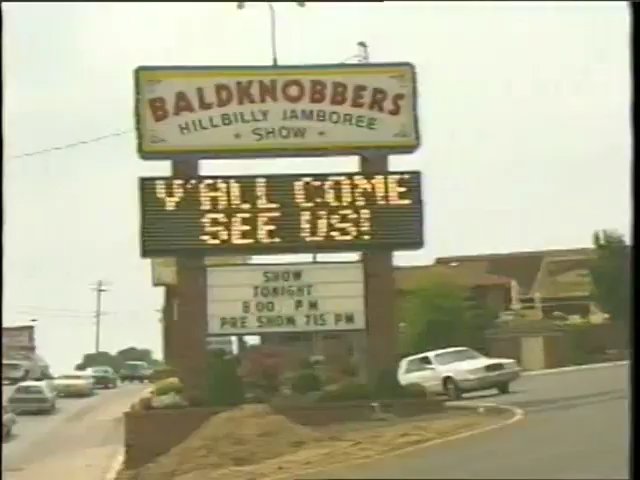 BALDKNOBBERS
HILLBILLY JAMBOREE
* SHOW *
Y'ALL COME
SEE US!
SHOW
TONIGHT
8:00 PM
PRE SHOW 7:15 PM